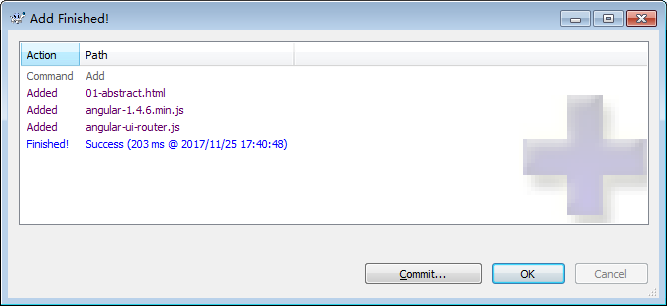 Add Finished!
Action Path
Command Add
Added 01-abstract.html
Added angular-1.4.6.min.js
Added angular-ui-router.js
Finished! Success (203 ms @ 2017/11/25 17:40:48)
Commit... OK Cancel